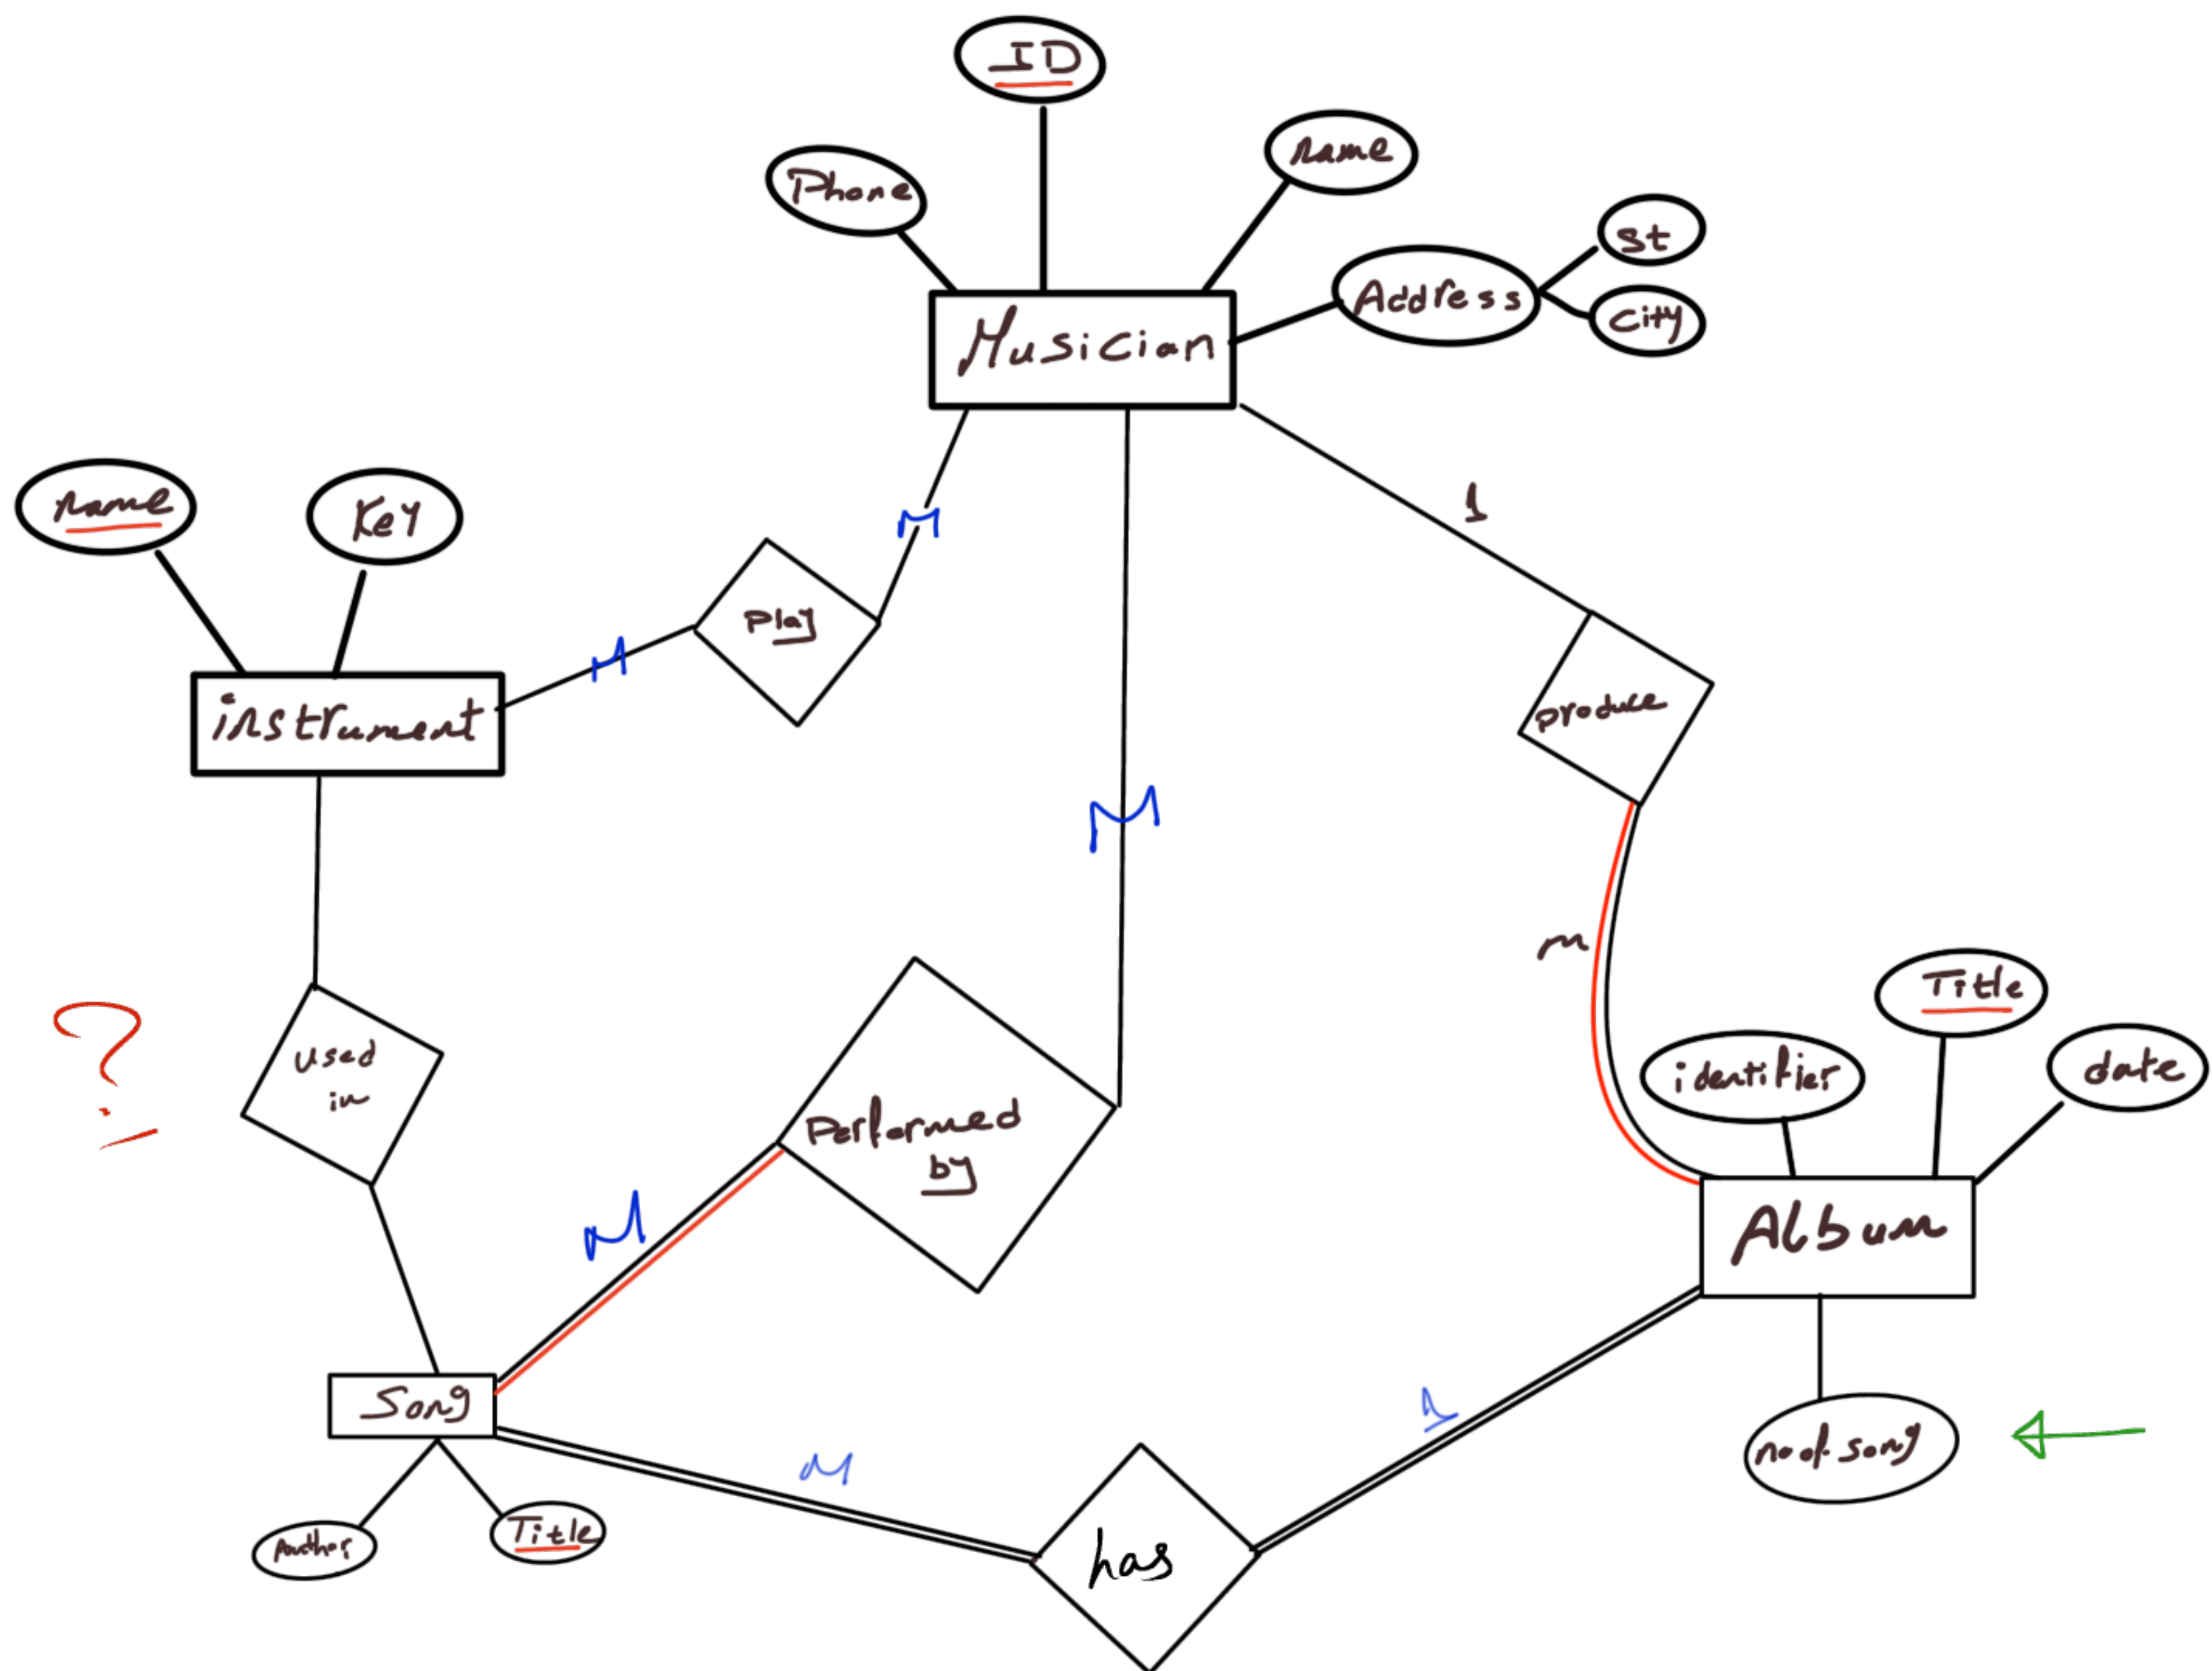 ID
name
Phone
st
Address
City
Musician
name
Key
1
M
play
M
instrument
produce
M
m
Title
used
in
?
identifier
date
Performed
by
M
Album
Song
1
no of song
M
Author
Title
has